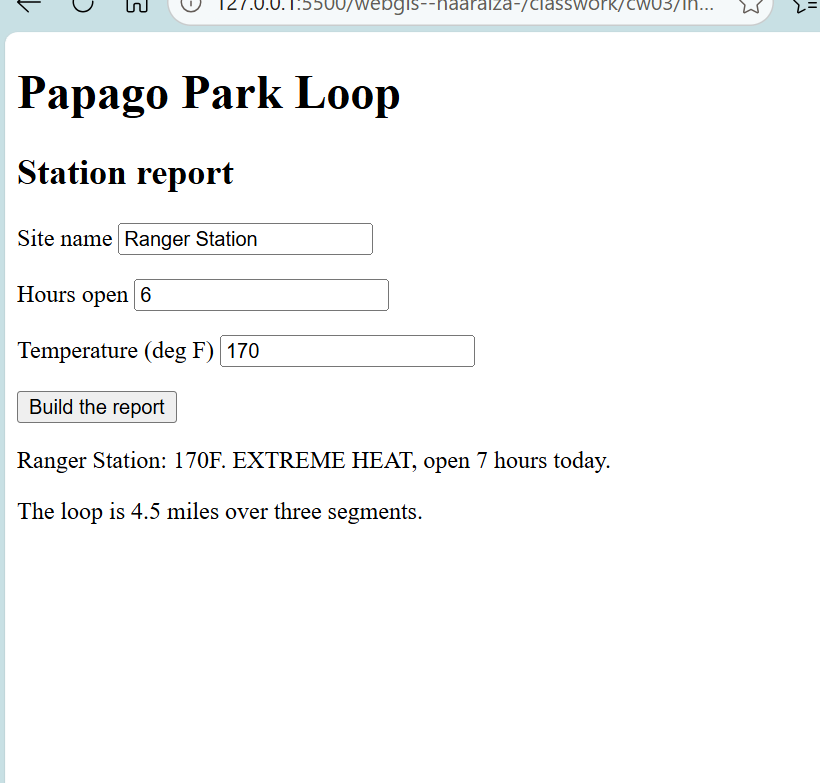 127.0.0.1:5500/webgis--naaraiza-/classwork/cw03/in...
Papago Park Loop
Station report
Site name Ranger Station
Hours open 6
Temperature (deg F) 170
Build the report
Ranger Station: 170F. EXTREME HEAT, open 7 hours today.
The loop is 4.5 miles over three segments.